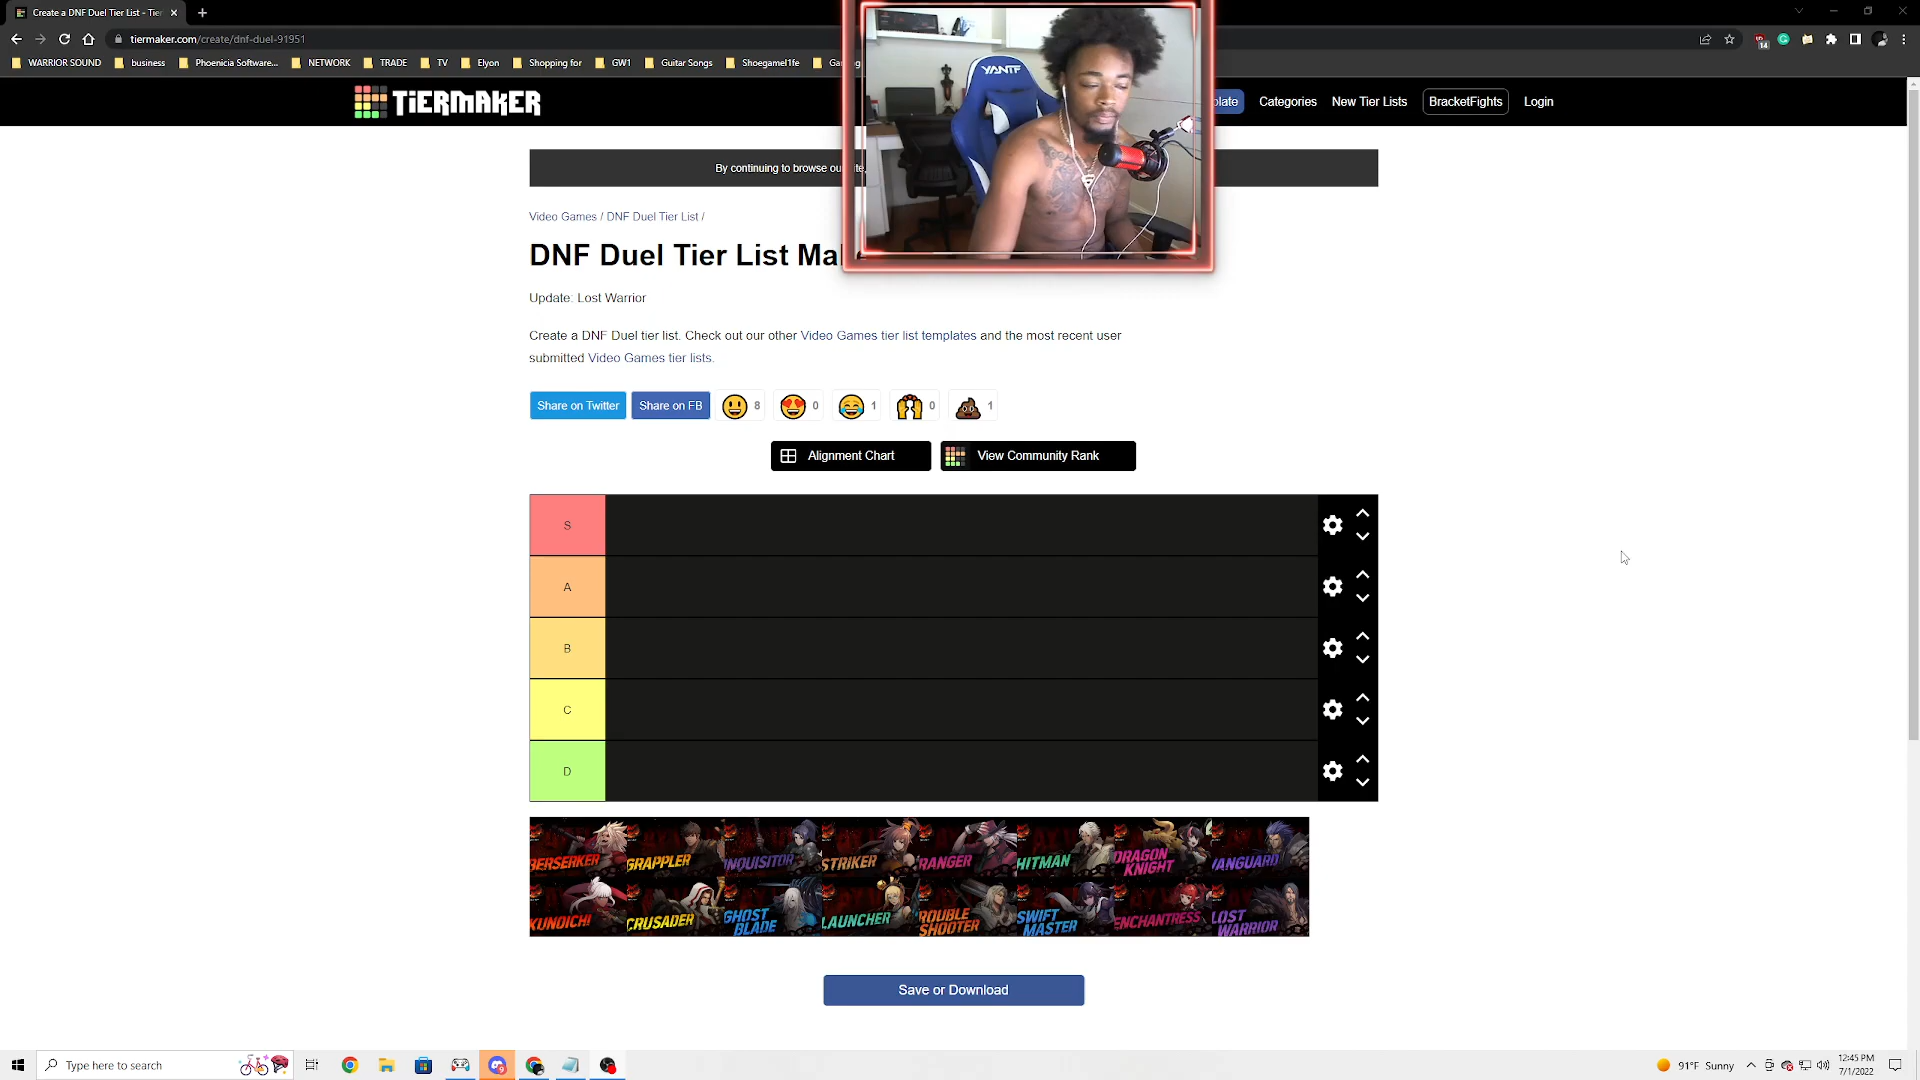 Create a DNF Duel Tier List - Tier
tiermaker.com/create/dnf-duel-91951
14
WARRIOR SOUND business Phoenicia Software... NETWORK TRADE TV Elyon Shopping for GW1 Guitar Songs Shoegamel1fe
YANTF
TiERMAKER
Categories New Tier Lists BracketFights Login
By continuing to browse
Video Games / DNF Duel Tier List /
DNF Duel Tier List
Update: Lost Warrior
Create a DNF Duel tier list. Check out our other Video Games tier list templates and the most recent user
submitted Video Games tier lists.
Share on Twitter Share on FB 8 0 1 0 1
Alignment Chart View Community Rank
S
A
B
C
D
BERSERKER GRAPPLER INQUISITOR STRIKER RANGER HITMAN DRAGON KNIGHT VANGUARD
KUNOICHI CRUSADER GHOST BLADE LAUNCHER ROUBLE SHOOTER SWIFT MASTER ENCHANTRESS LOST WARRIOR
Save or Download
Type here to search
91°F Sunny
12:45 PM
7/1/2022